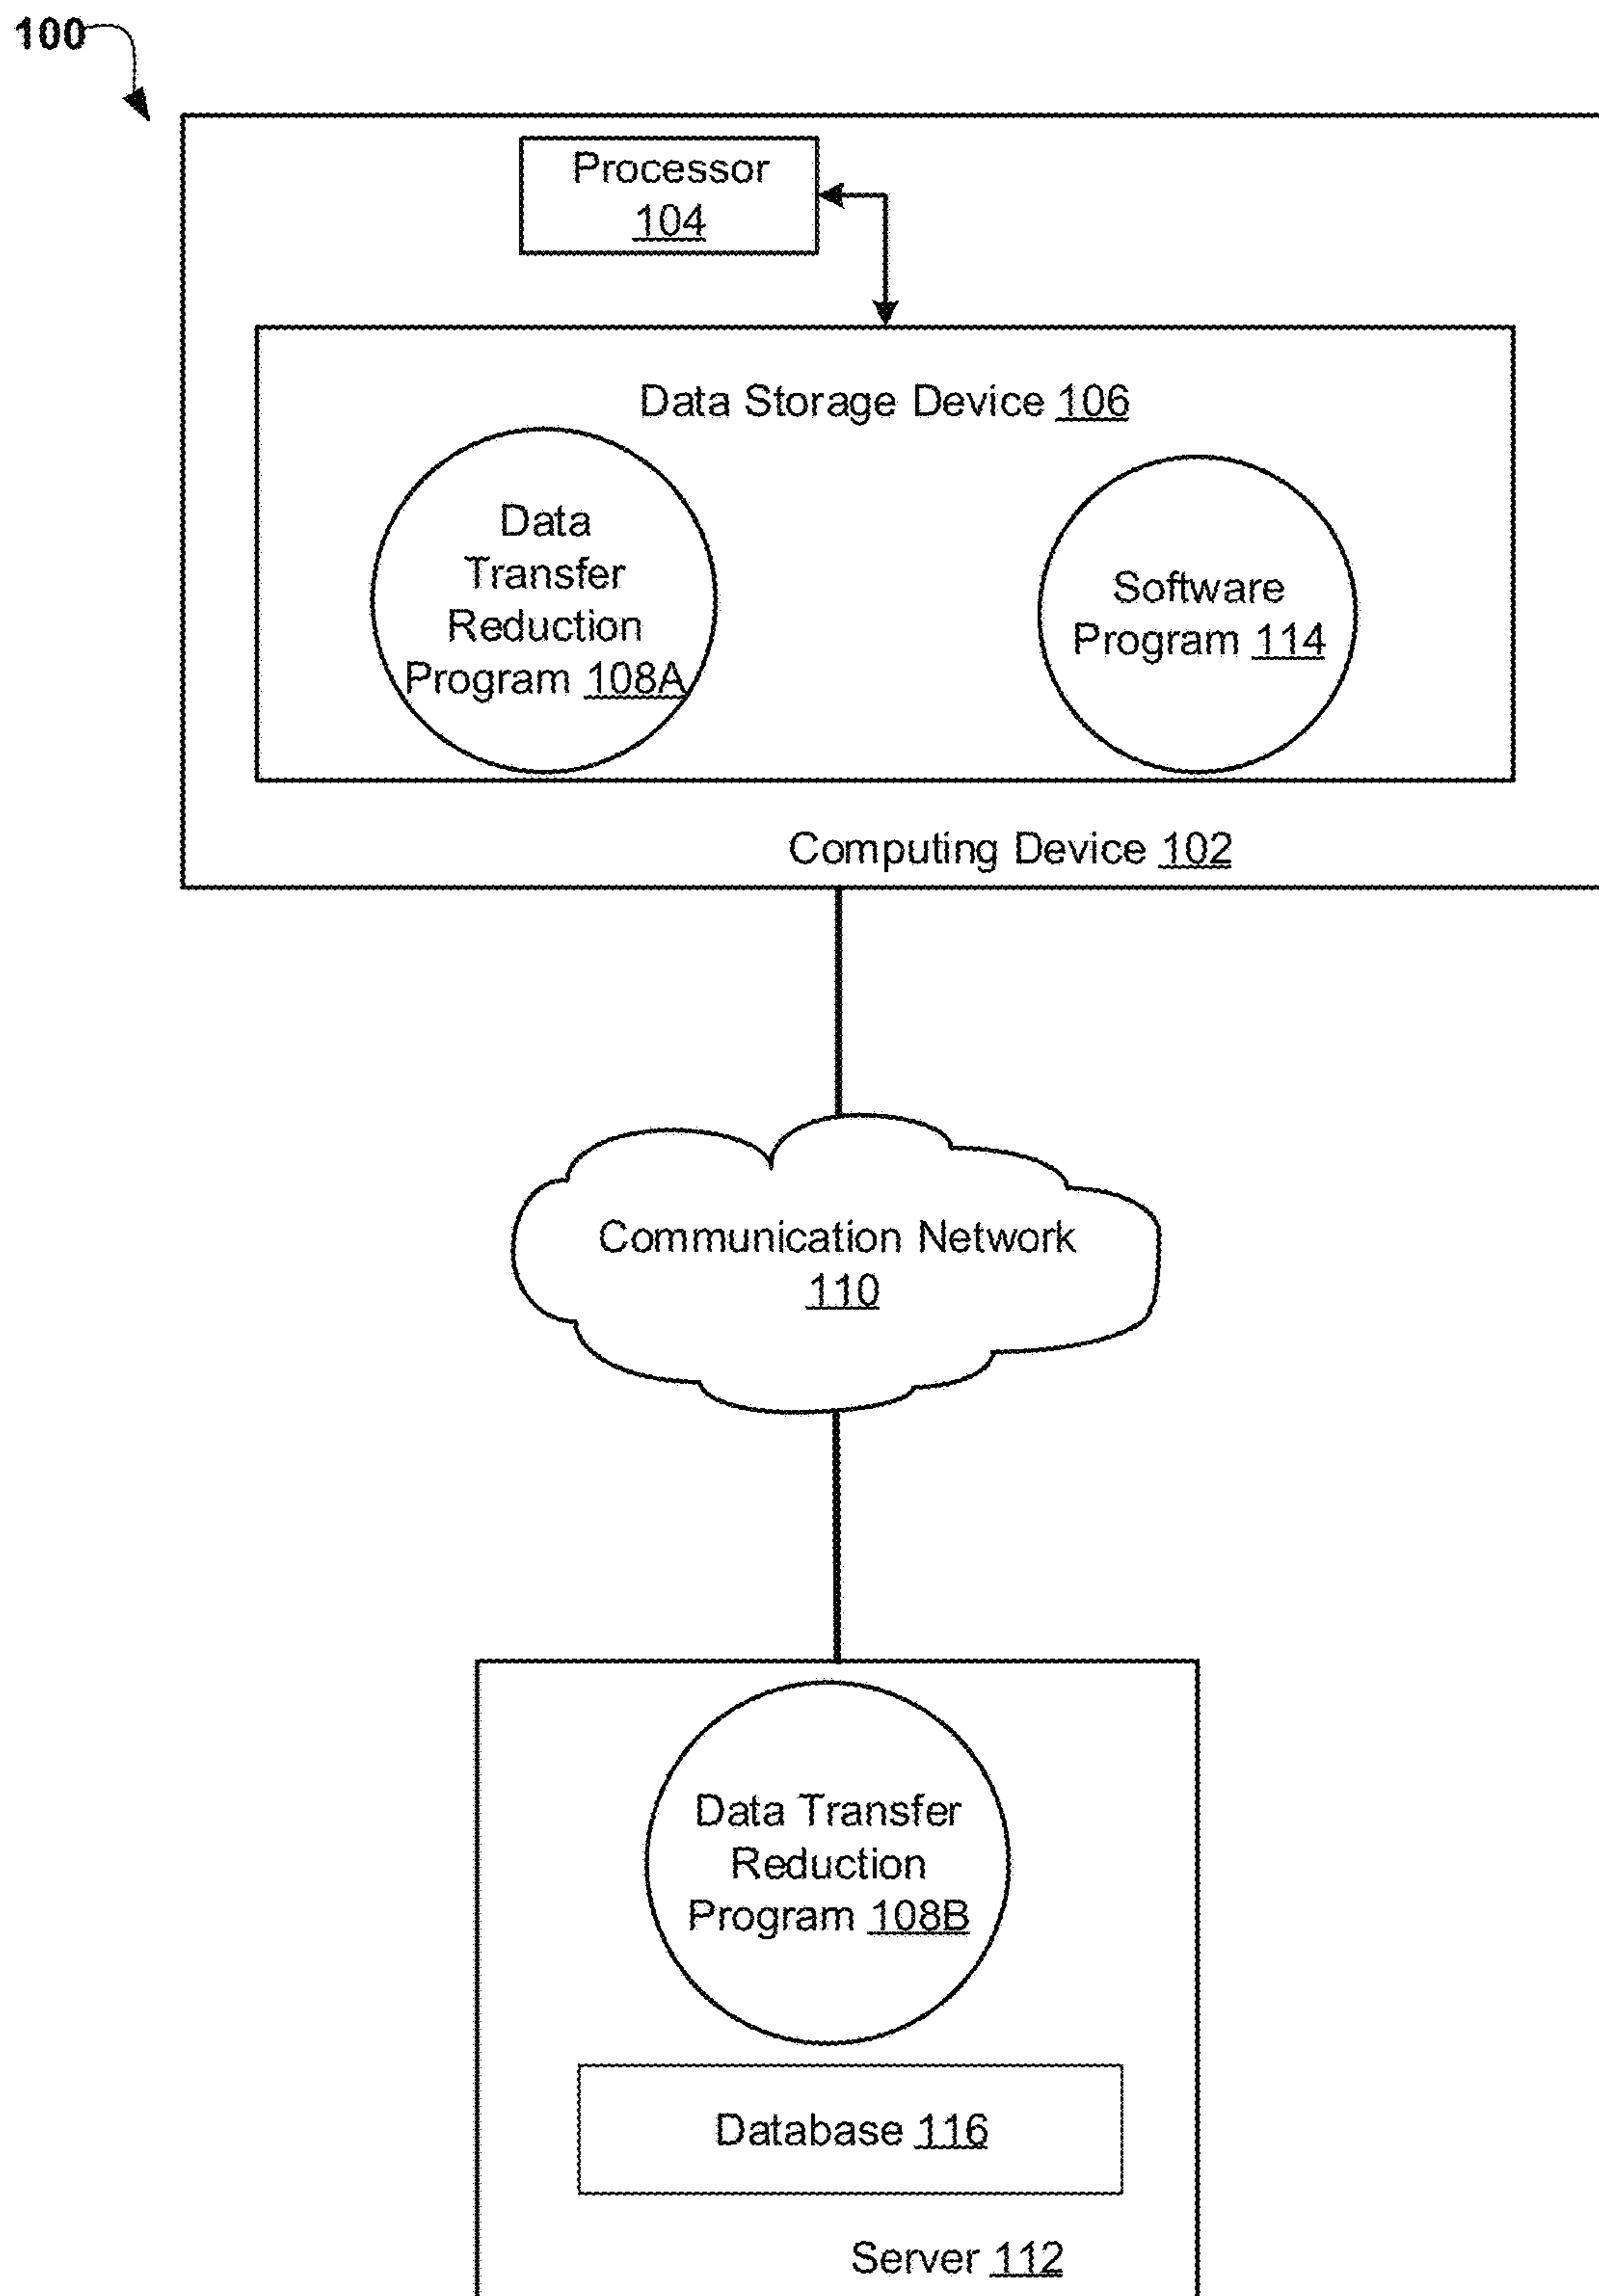 100
Processor
104
Data Storage Device 106
Data
Transfer
Reduction
Program 108A
Software
Program 114
Computing Device 102
Communication Network
110
Data Transfer
Reduction
Program 108B
Database 116
Server 112